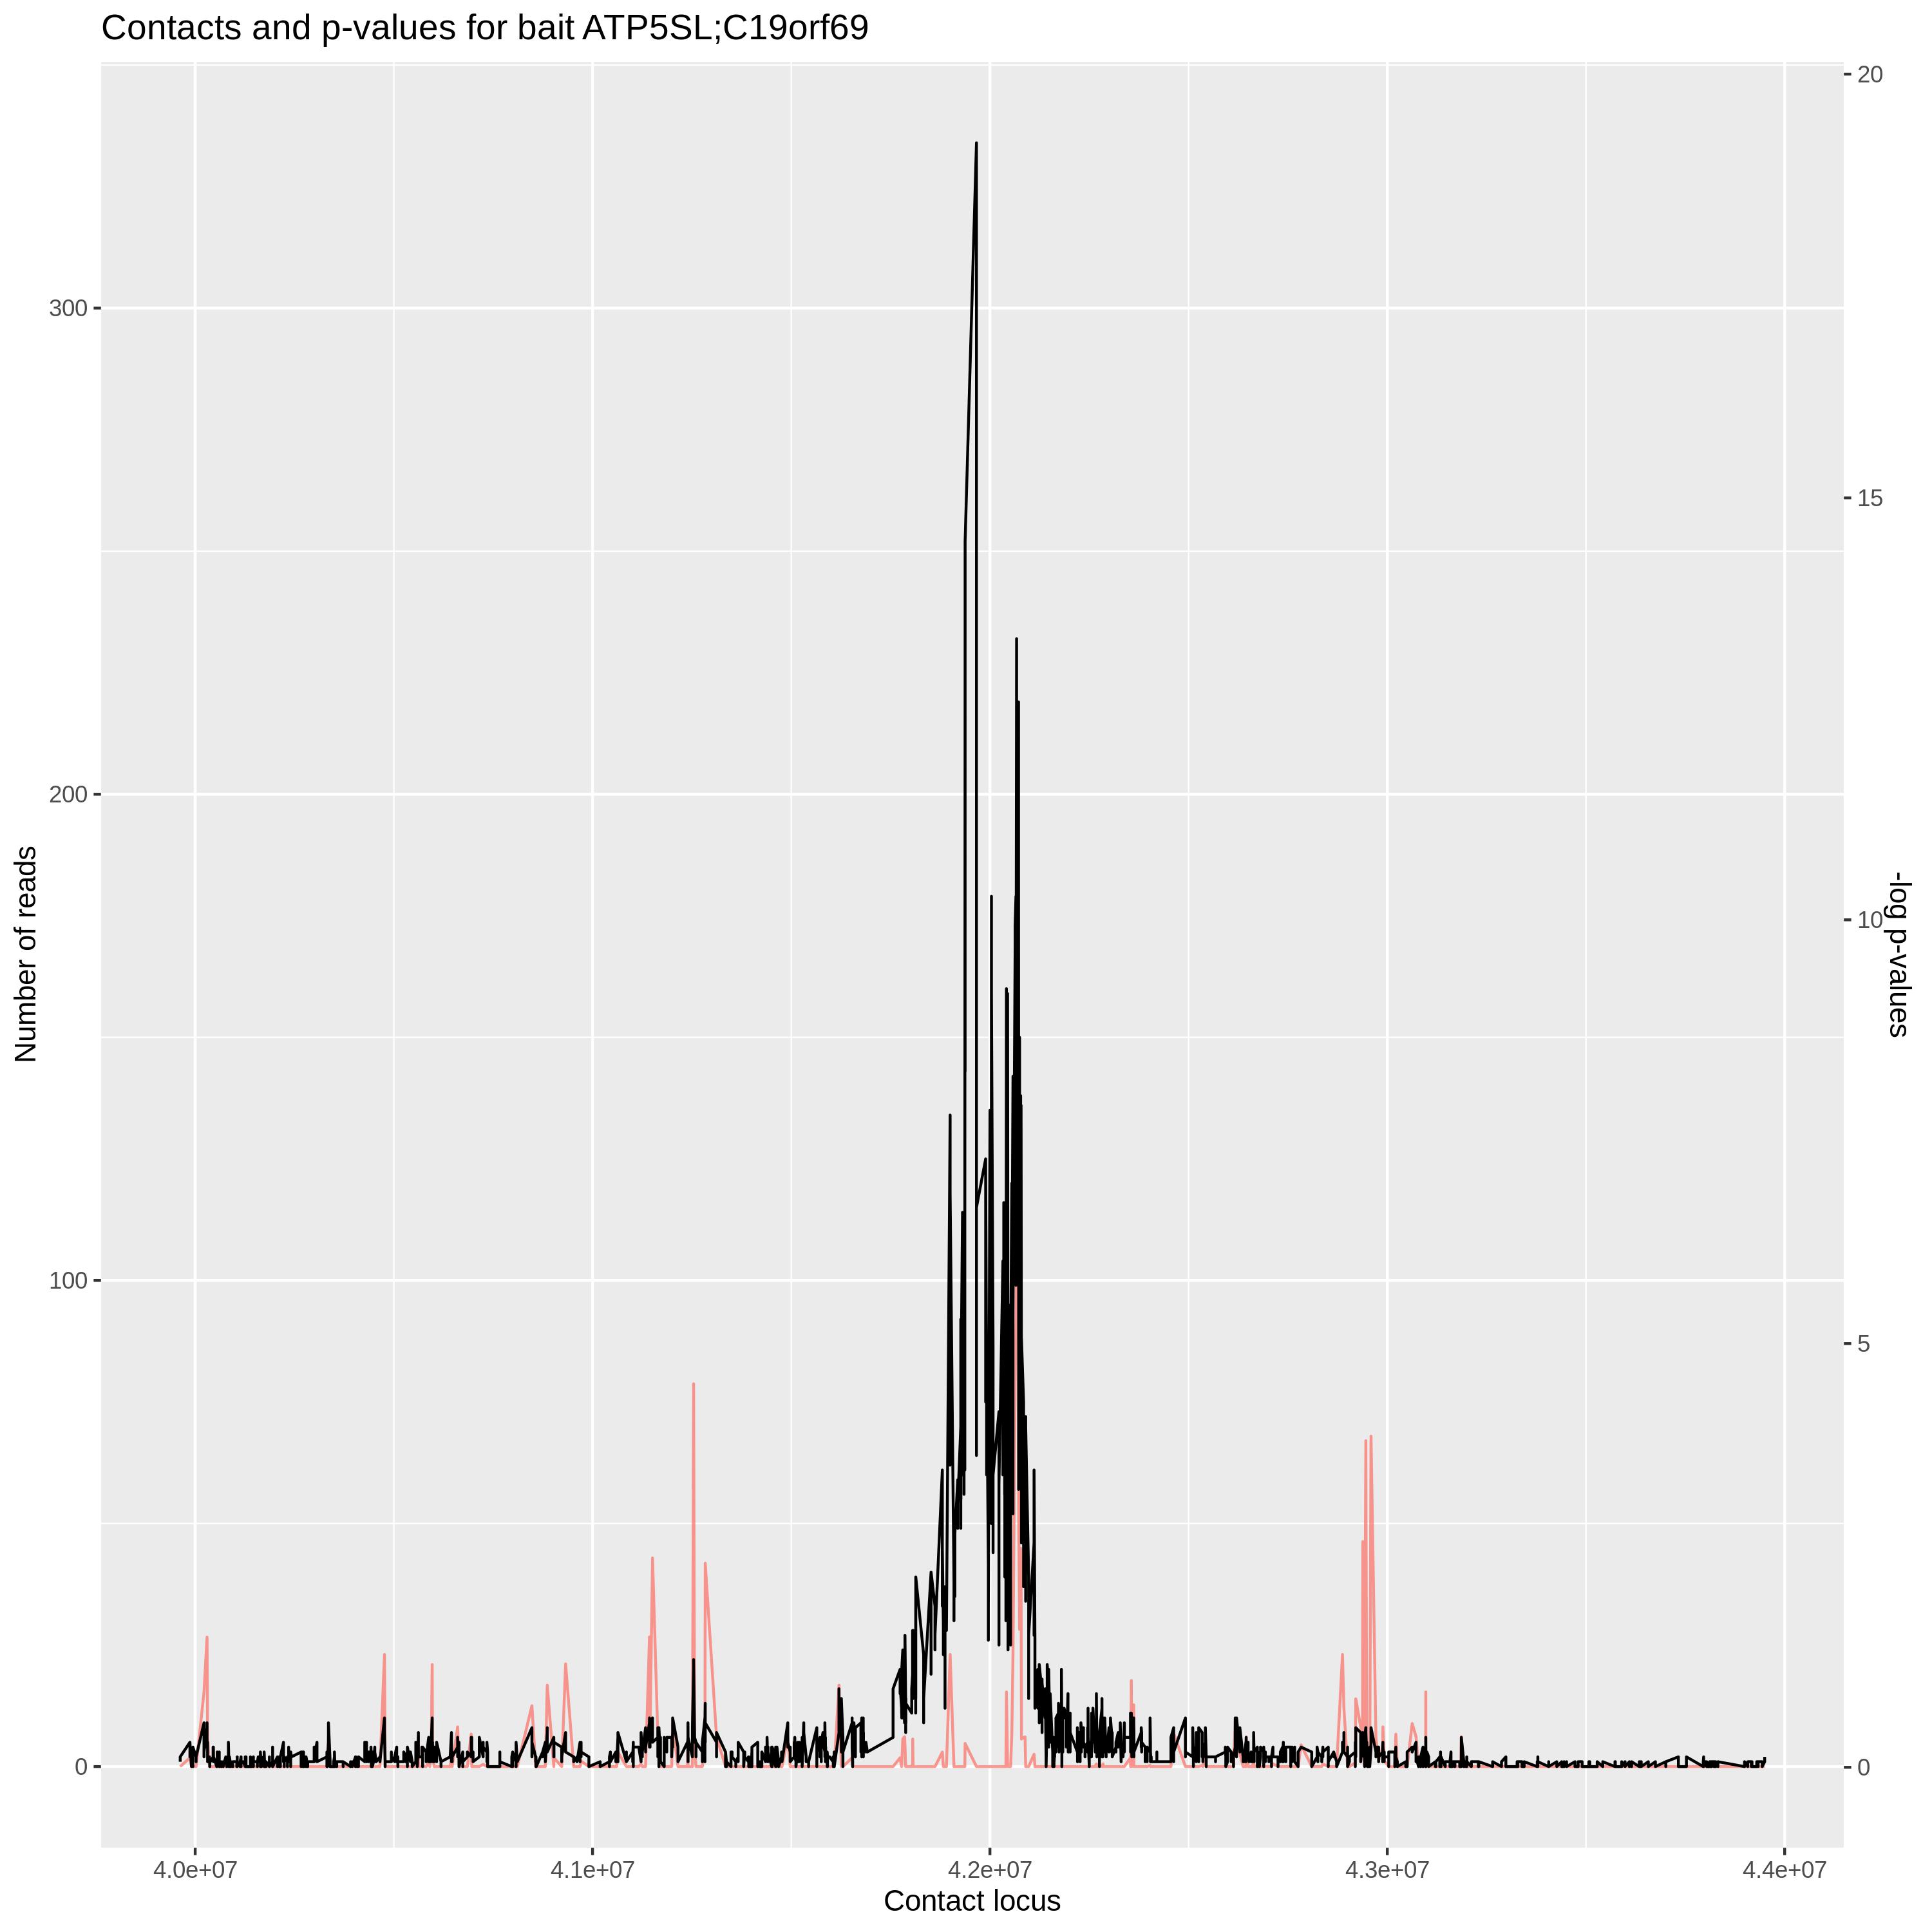 Contacts and p-values for bait ATP5SL;C19orf69
Number of reads
300
200
100
0
20
15
10
5
0
-log p-values
4.0e+07
4.1e+07
4.2e+07
4.3e+07
4.4e+07
Contact locus